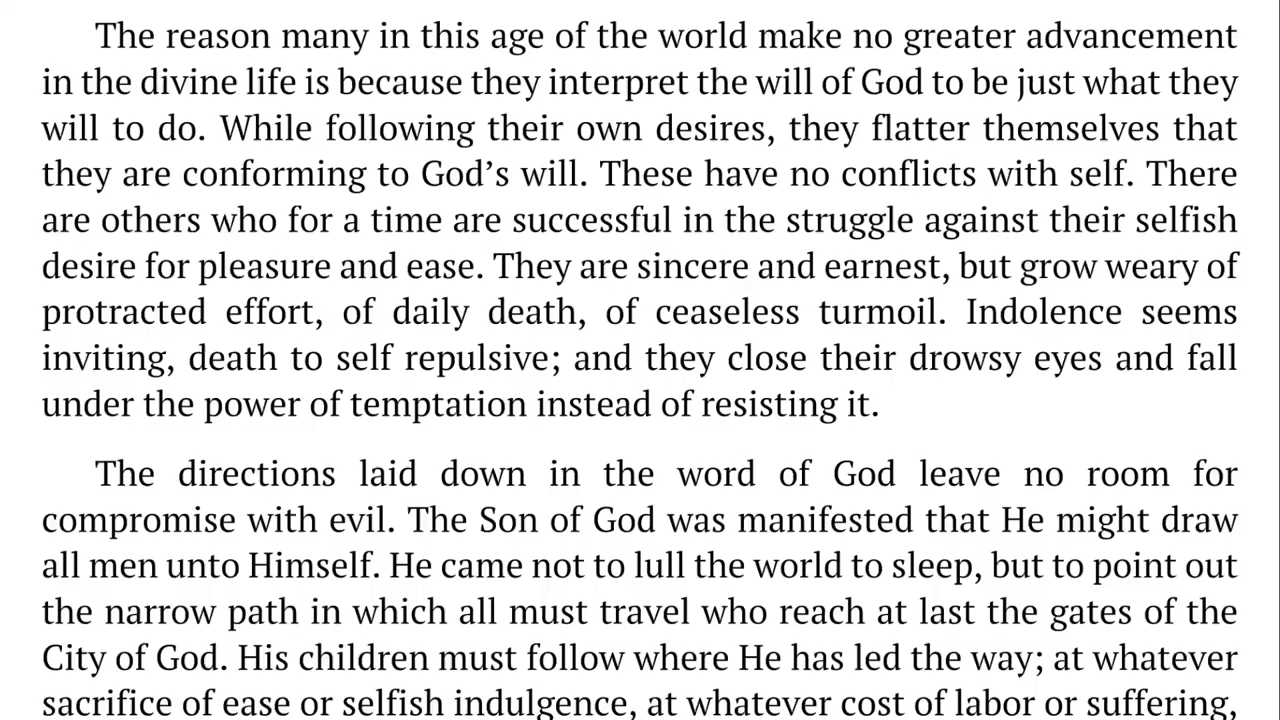 The reason many in this age of the world make no greater advancement
in the divine life is because they interpret the will of God to be just what they
will to do. While following their own desires, they flatter themselves that
they are conforming to God’s will. These have no conflicts with self. There
are others who for a time are successful in the struggle against their selfish
desire for pleasure and ease. They are sincere and earnest, but grow weary of
protracted effort, of daily death, of ceaseless turmoil. Indolence seems
inviting, death to self repulsive; and they close their drowsy eyes and fall
under the power of temptation instead of resisting it.
The directions laid down in the word of God leave no room for
compromise with evil. The Son of God was manifested that He might draw
all men unto Himself. He came not to lull the world to sleep, but to point out
the narrow path in which all must travel who reach at last the gates of the
City of God. His children must follow where He has led the way; at whatever
sacrifice of ease or selfish indulgence, at whatever cost of labor or suffering,